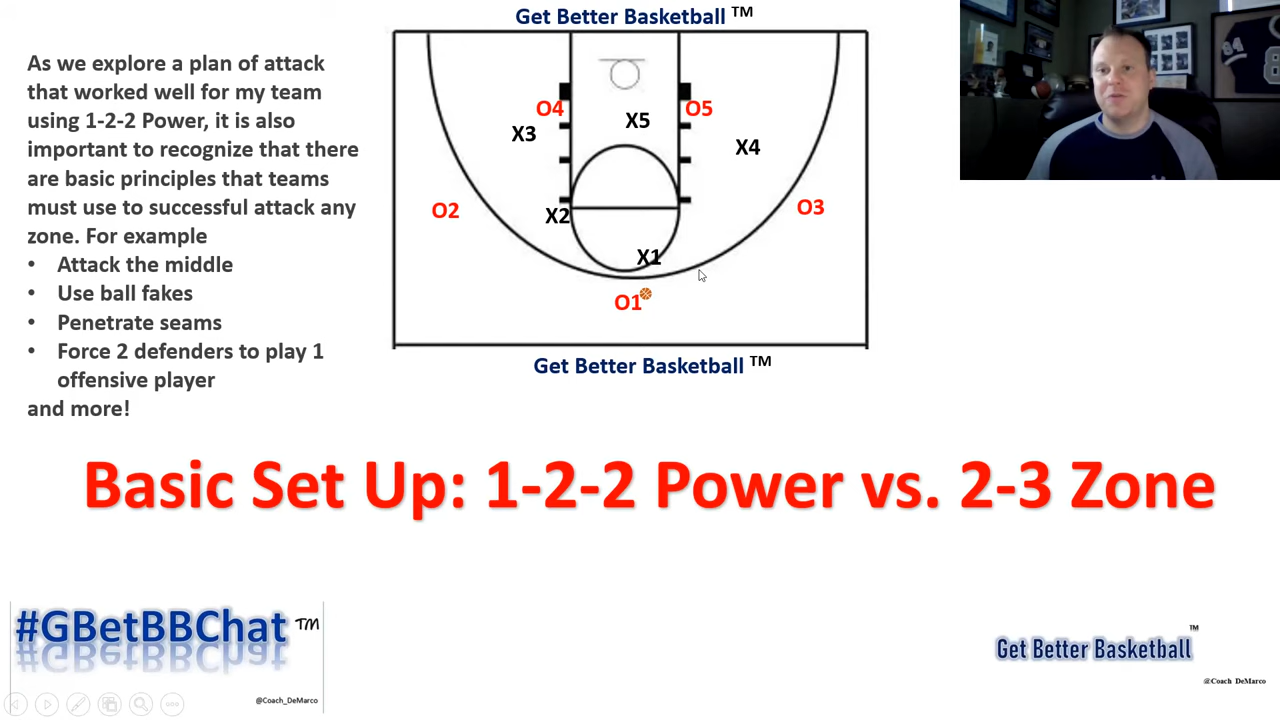 Get Better Basketball TM
As we explore a plan of attack
that worked well for my team
using 1-2-2 Power, it is also
important to recognize that there
are basic principles that teams
must use to successful attack any
zone. For example
• Attack the middle
• Use ball fakes
• Penetrate seams
• Force 2 defenders to play 1
offensive player
and more!
O4 O5
X3 X5 X4
O2 X2 O3
X1
O1
Get Better Basketball TM
84
Basic Set Up: 1-2-2 Power vs. 2-3 Zone
#GBetBBChat TM
@Coach_DeMarco
Get Better Basketball TM
@Coach_DeMarco